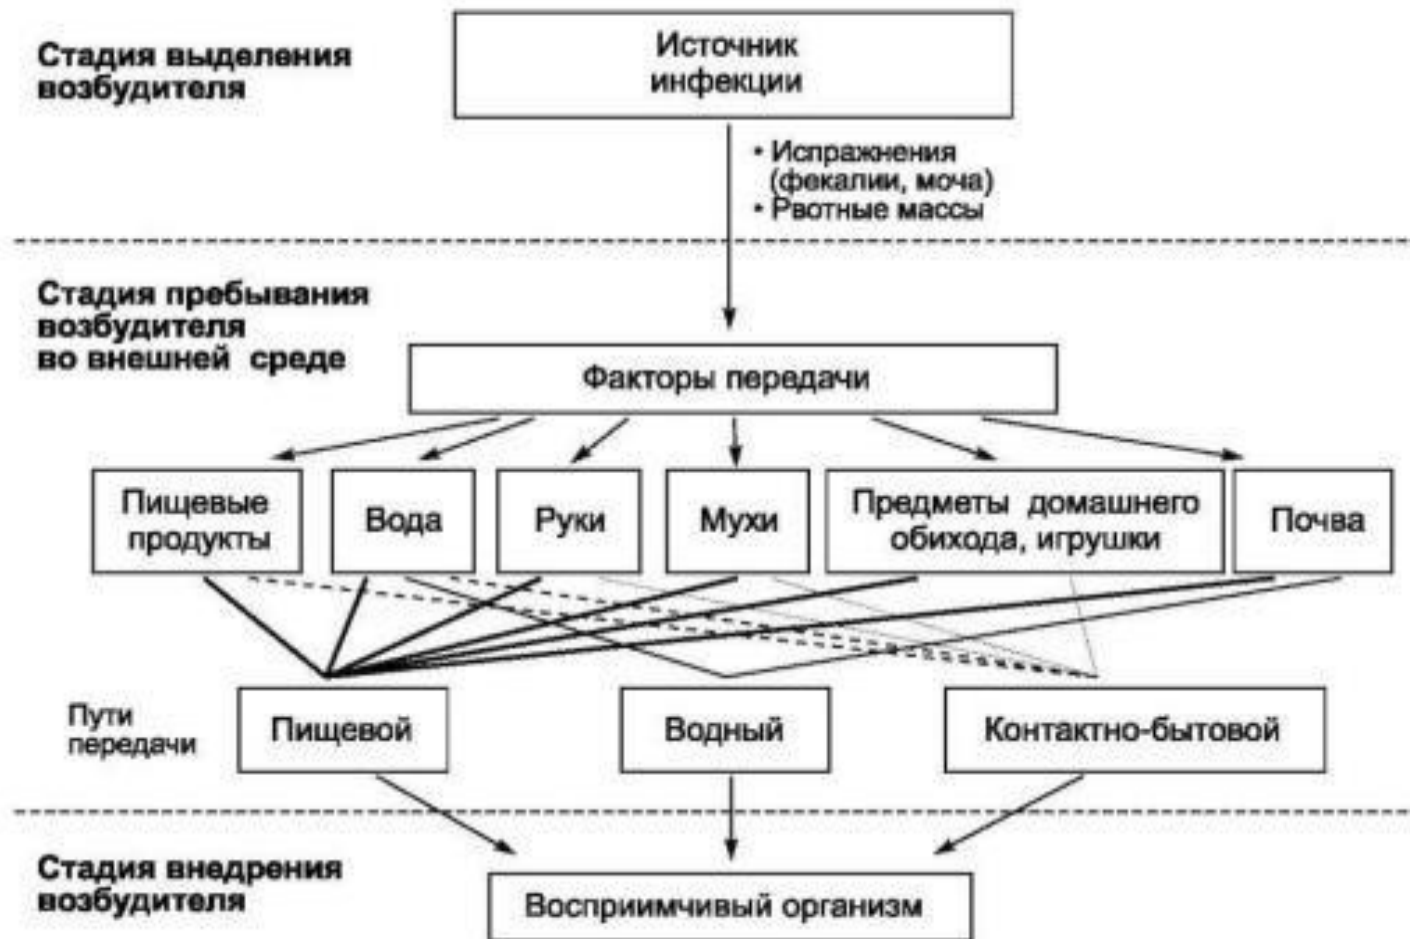 Стадия выделения
возбудителя
Источник
инфекции
• Испражнения
(фекалии, моча)
• Рвотные массы
Стадия пребывания
возбудителя
во внешней среде
Факторы передачи
Пищевые
продукты
Вода
Руки
Мухи
Предметы домашнего
обихода, игрушки
Почва
Пути
передачи
Пищевой
Водный
Контактно-бытовой
Стадия внедрения
возбудителя
Восприимчивый организм